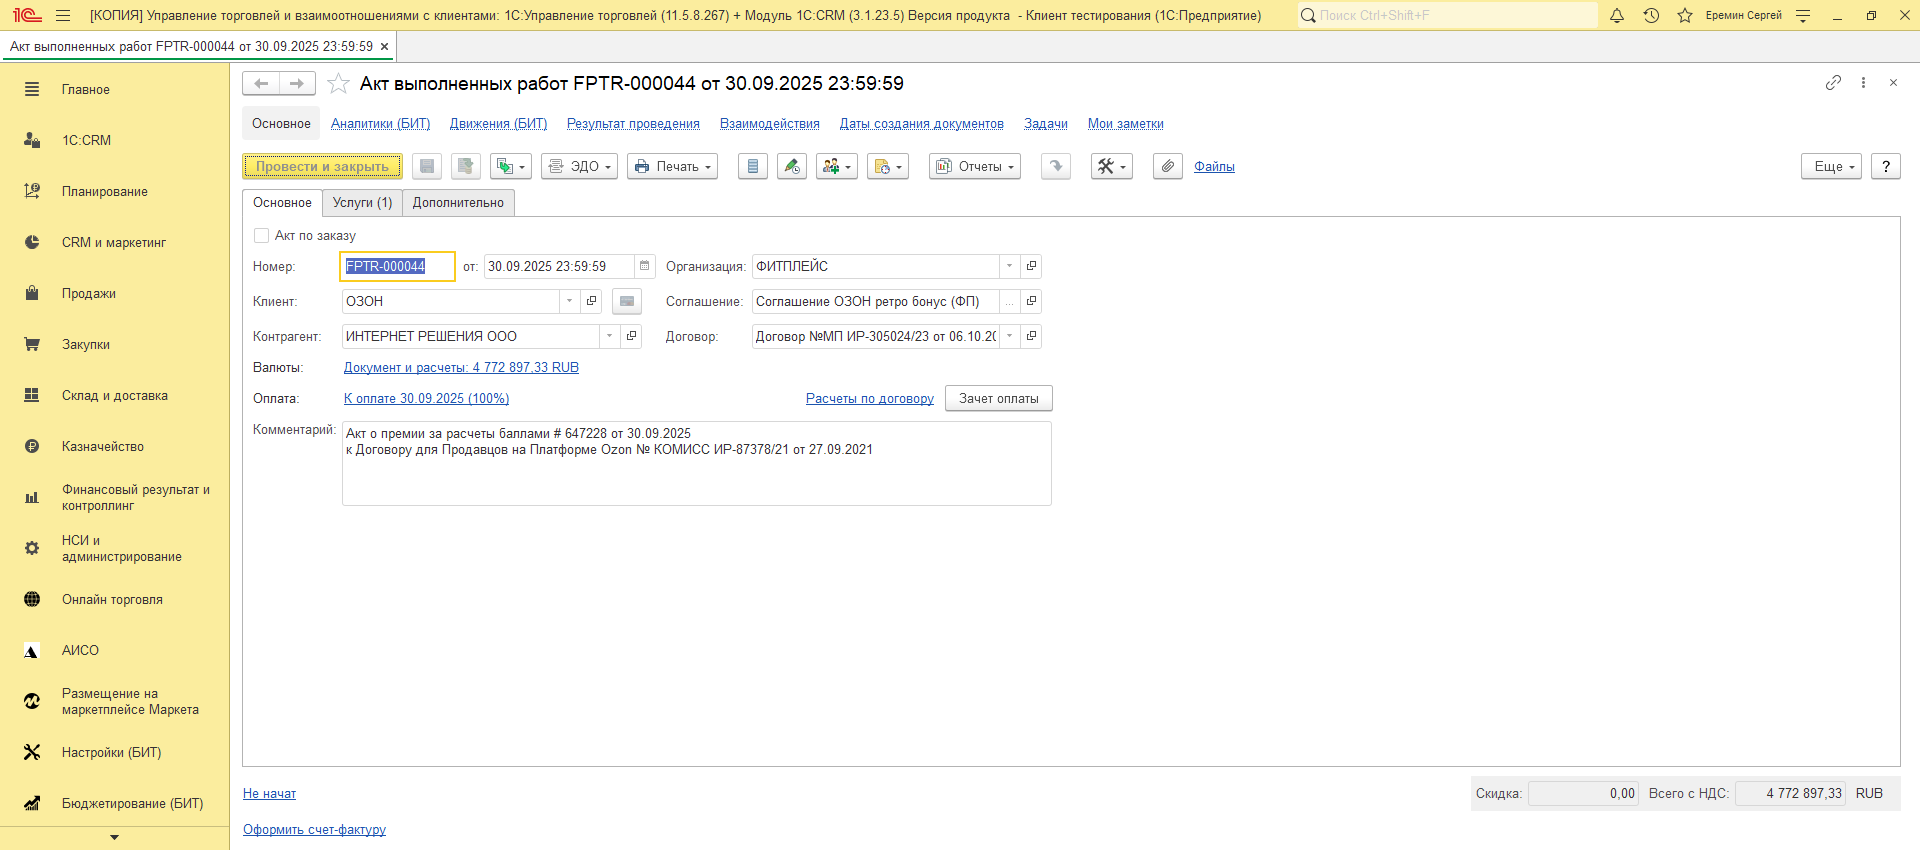 [КОПИЯ] Управление торговлей и взаимоотношениями с клиентами: 1С:Управление торговлей (11.5.8.267) + Модуль 1С:CRM (3.1.23.5) Версия продукта - Клиент тестирования (1С:Предприятие)
Поиск Ctrl+Shift+F
Еремин Сергей
Акт выполненных работ FPTR-000044 от 30.09.2025 23:59:59
Главное
1С:CRM
Планирование
CRM и маркетинг
Продажи
Закупки
Склад и доставка
Казначейство
Финансовый результат и
контроллинг
НСИ и
администрирование
Онлайн торговля
АИСО
Размещение на
маркетплейсе Маркета
Настройки (БИТ)
Бюджетирование (БИТ)
Акт выполненных работ FPTR-000044 от 30.09.2025 23:59:59
Основное Аналитики (БИТ) Движения (БИТ) Результат проведения Взаимодействия Даты создания документов Задачи Мои заметки
Провести и закрыть ЭДО Печать Отчеты Файлы Еще ?
Основное Услуги (1) Дополнительно
Акт по заказу
Номер: FPTR-000044 от: 30.09.2025 23:59:59 Организация: ФИТПЛЕЙС
Клиент: ОЗОН Соглашение: Соглашение ОЗОН ретро бонус (ФП)
Контрагент: ИНТЕРНЕТ РЕШЕНИЯ ООО Договор: Договор №МП ИР-305024/23 от 06.10.20
Валюты: Документ и расчеты: 4 772 897,33 RUB
Оплата: К оплате 30.09.2025 (100%) Расчеты по договору Зачет оплаты
Комментарий: Акт о премии за расчеты баллами # 647228 от 30.09.2025
к Договору для Продавцов на Платформе Ozon № КОМИСС ИР-87378/21 от 27.09.2021
Не начат
Скидка: 0,00 Всего с НДС: 4 772 897,33 RUB
Оформить счет-фактуру